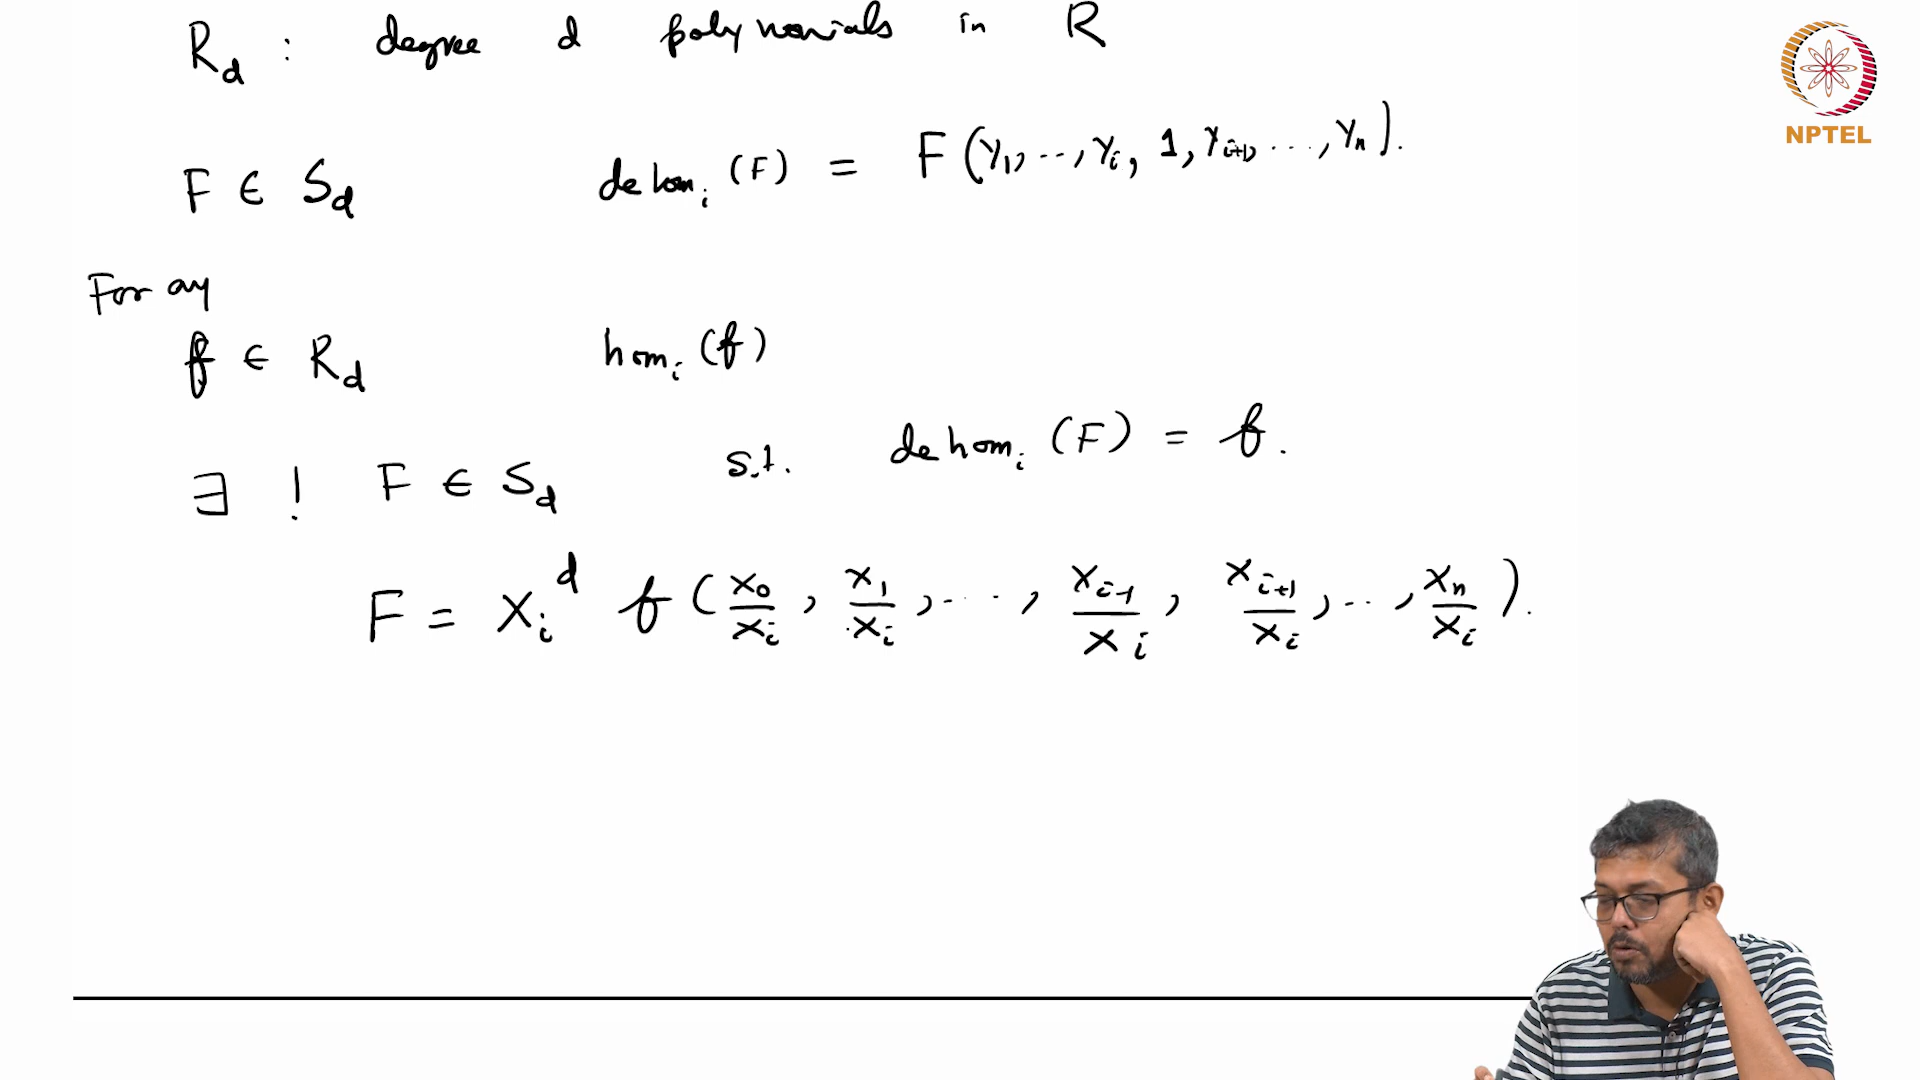 R_d : degree d polynomials in R
NPTEL
F ∈ S_d dehom_i (F) = F(Y_1, ..., Y_i, 1, Y_{i+1}, ..., Y_n).
For any
f ∈ R_d hom_i (f)
∃ ! F ∈ S_d s.t. dehom_i (F) = f.
F = X_i^d f(X_0/X_i, X_1/X_i, ..., X_{i-1}/X_i, X_{i+1}/X_i, ..., X_n/X_i).